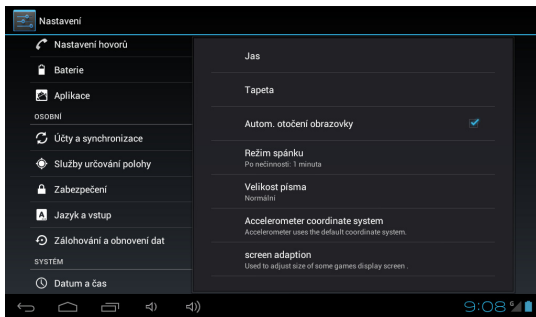 Nastavení
Nastavení hovorů
Baterie
Aplikace
OSOBNÍ
Účty a synchronizace
Služby určování polohy
Zabezpečení
Jazyk a vstup
Zálohování a obnovení dat
SYSTÉM
Datum a čas
Jas
Tapeta
Autom. otočení obrazovky
Režim spánku
Po nečinnosti: 1 minuta
Velikost písma
Normální
Accelerometer coordinate system
Accelerometer uses the default coordinate system.
screen adaption
Used to adjust size of some games display screen .
9:08